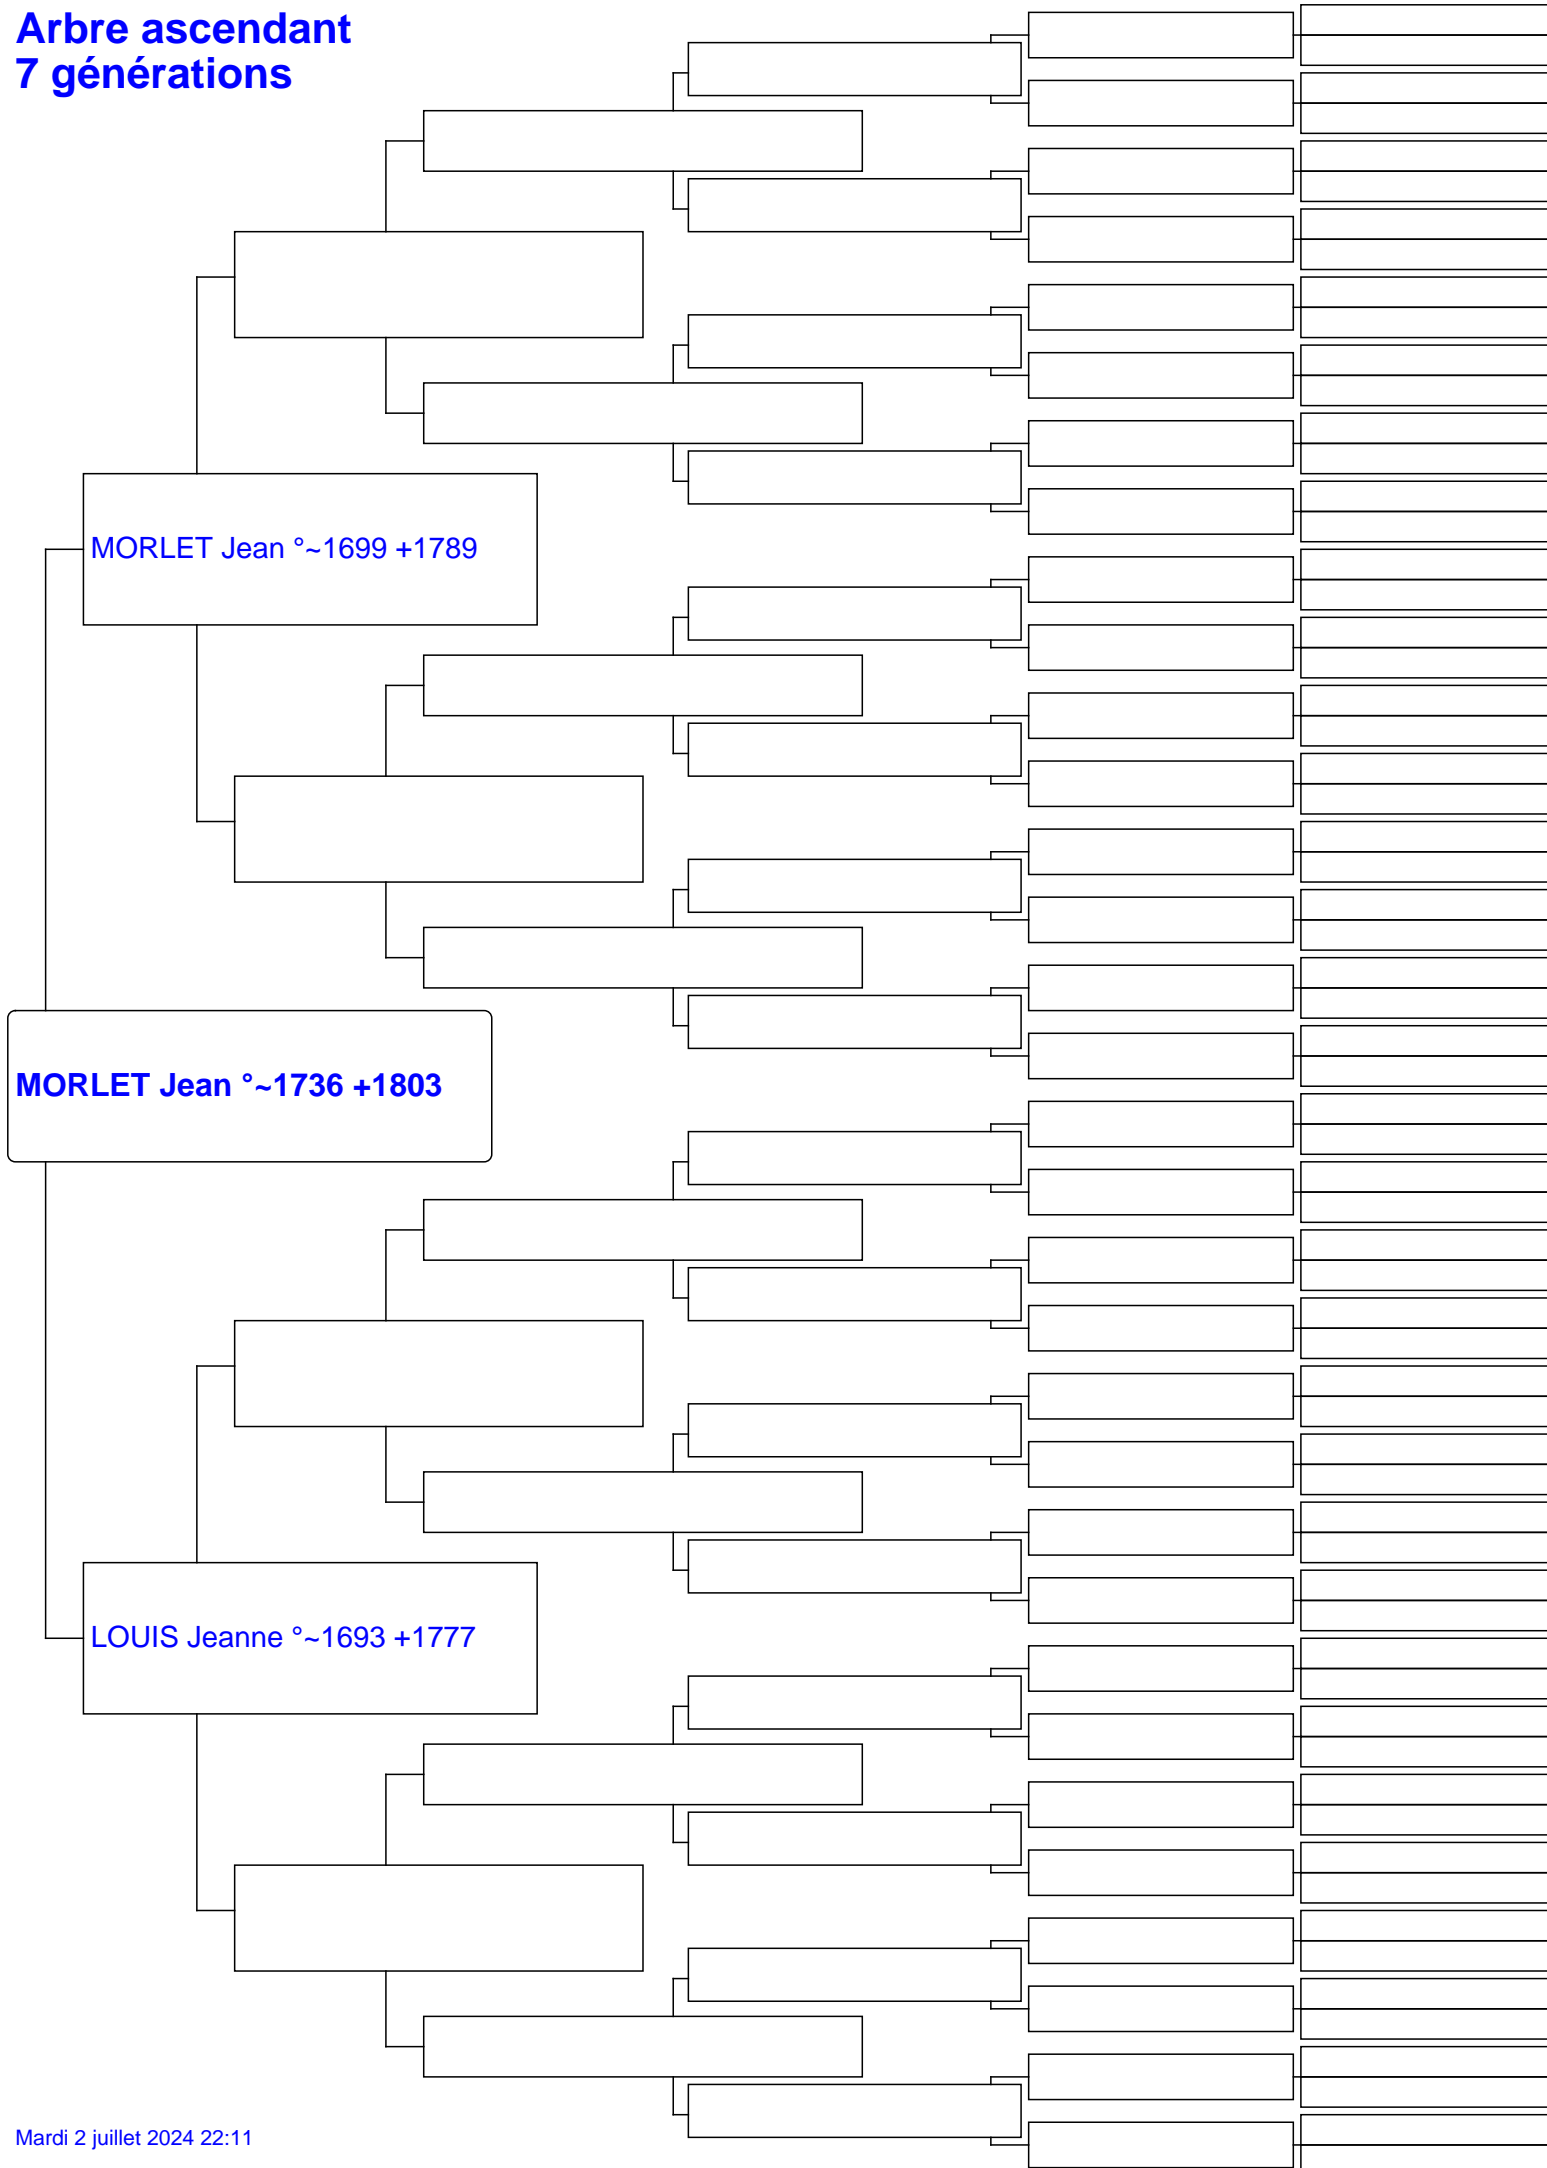 Arbre ascendant
7 générations
MORLET Jean °~1699 +1789
MORLET Jean °~1736 +1803
LOUIS Jeanne °~1693 +1777
Mardi 2 juillet 2024 22:11